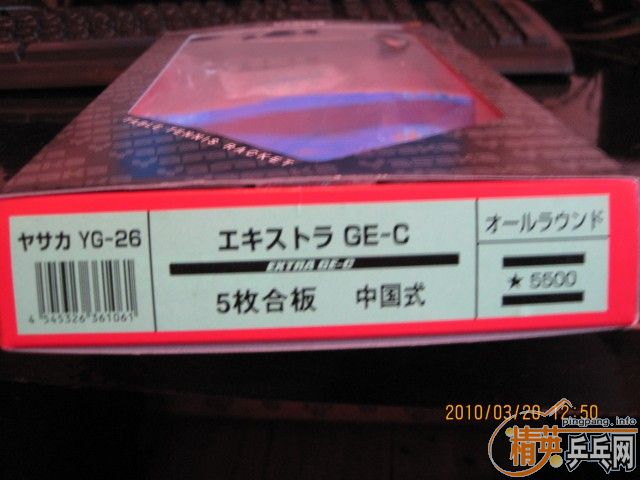 TABLE TENNIS RACKET
ヤサカ YG-26
4 545326 361061
エキストラ GE-C
EXTRA GE-C
5枚合板 中国式
オールラウンド
★ 5500
2010/03/20 12:50
pingpang.info
精英乒乓网